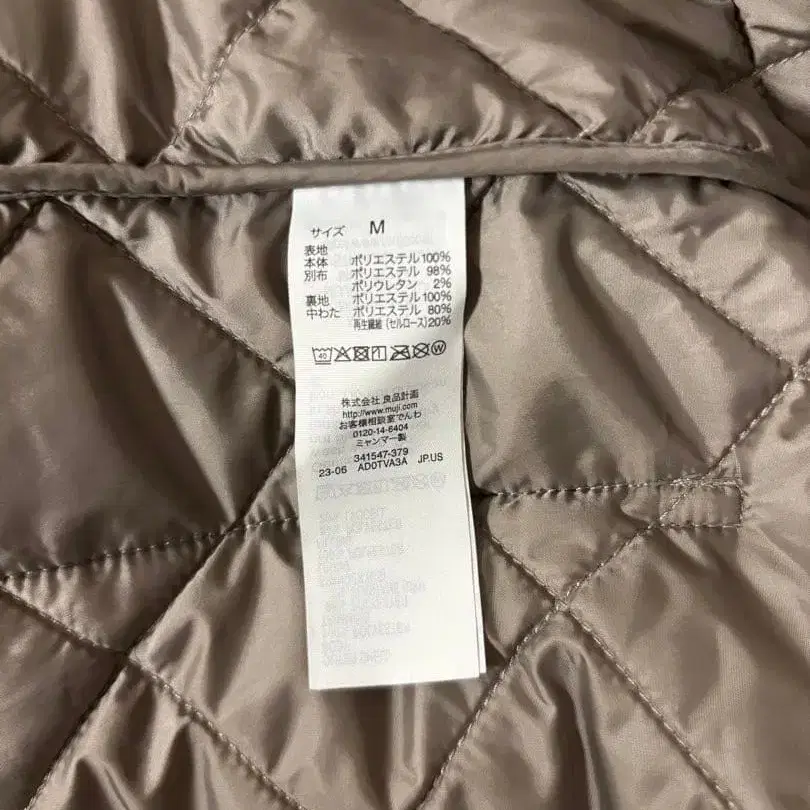 サイズ M
表地
本体 ポリエステル100%
別布 ポリエステル 98%
ポリウレタン 2%
裏地 ポリエステル100%
中わた ポリエステル 80%
再生繊維(セルロース)20%
40 W
株式会社 良品計画
http://www.muji.com
お客様相談室でんわ
0120-14-6404
ミャンマー製
341547-379
23-06 AD0TVA3A JP.US